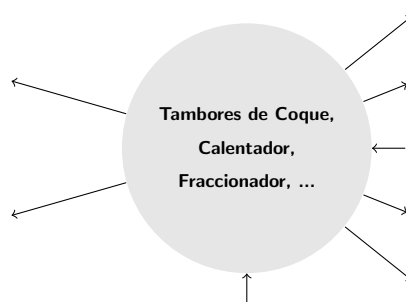 Tambores de Coque,
Calentador,
Fraccionador, ...